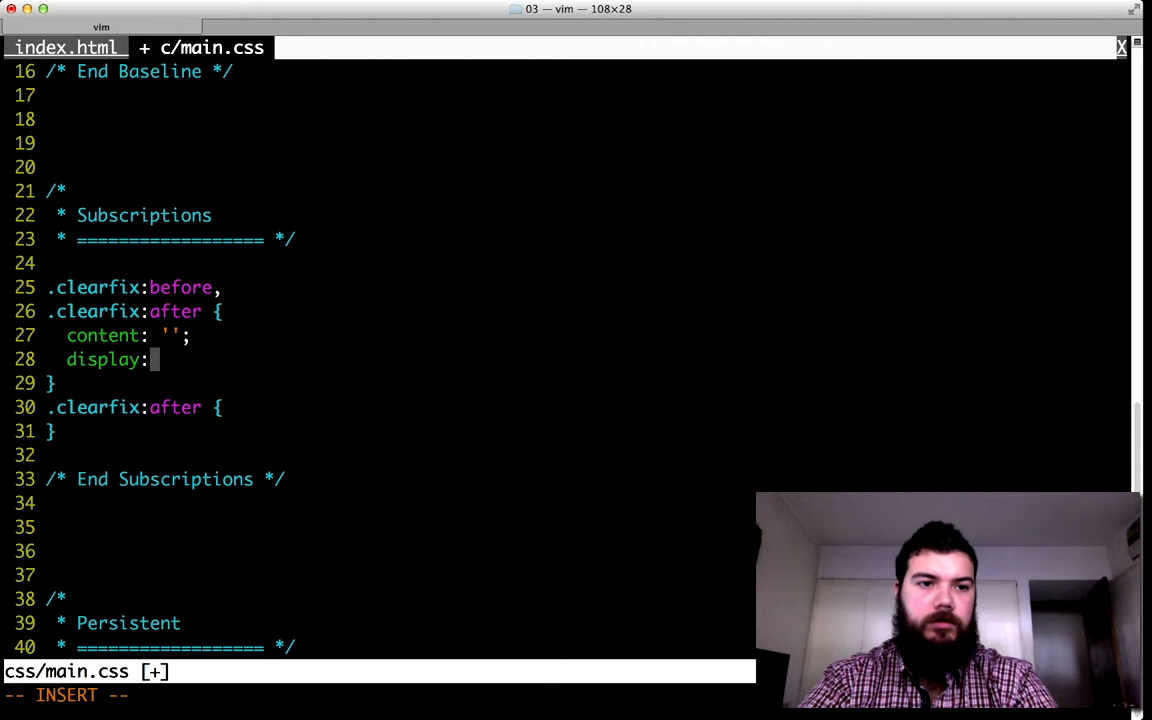 03 — vim — 108×28
vim
index.html + c/main.css X
16 /* End Baseline */
17
18
19
20
21 /*
22 * Subscriptions
23 * ================== */
24
25 .clearfix:before,
26 .clearfix:after {
27 content: '';
28 display:
29 }
30 .clearfix:after {
31 }
32
33 /* End Subscriptions */
34
35
36
37
38 /*
39 * Persistent
40 * ================== */
css/main.css [+]
-- INSERT --